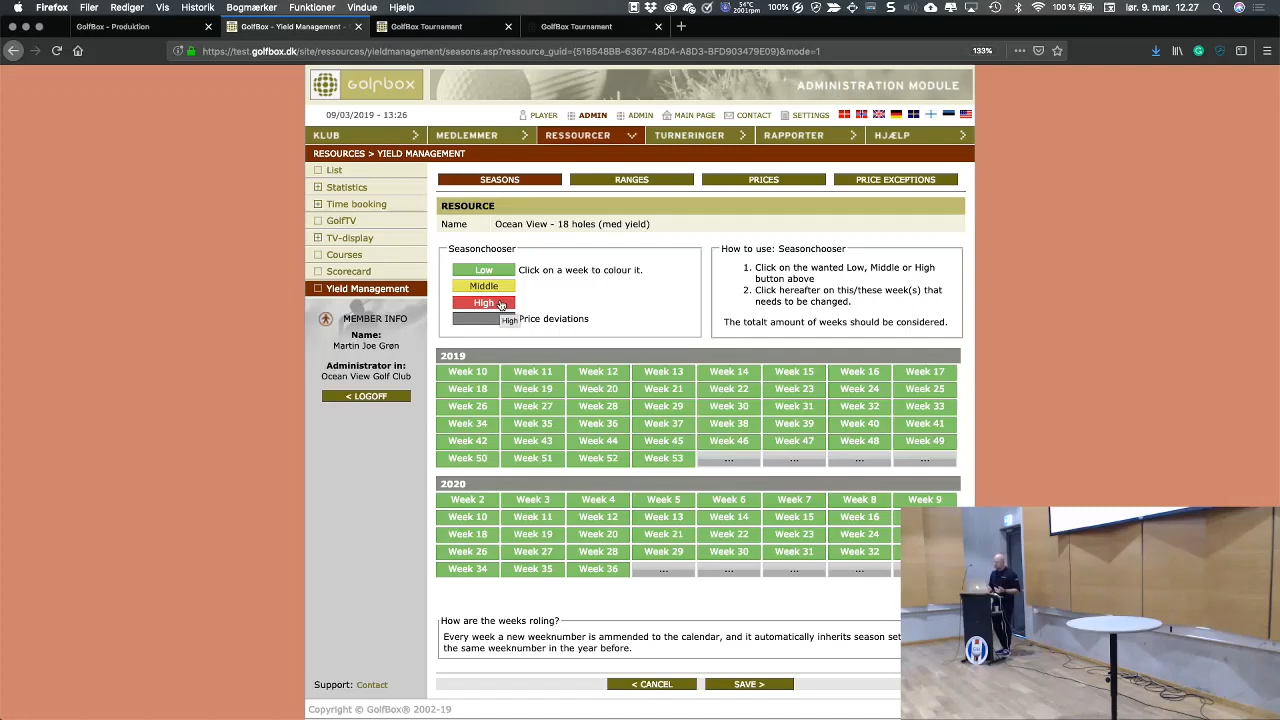 Firefox Filer Rediger Vis Historik Bogmærker Funktioner Vindue Hjælp
lør. 9. mar. 12.27
GolfBox - Produktion
GolfBox - Yield Management -
GolfBox Tournament
GolfBox Tournament
https://test.golfbox.dk/site/ressources/yieldmanagement/seasons.asp?ressource_guid={518548BB-6367-48D4-A8D3-BFD903479E09}&mode=1
133%
GOLFBOX
ADMINISTRATION MODULE
09/03/2019 - 13:26
PLAYER ADMIN ADMIN MAIN PAGE CONTACT SETTINGS
KLUB MEDLEMMER RESSOURCER TURNERINGER RAPPORTER HJÆLP
RESOURCES > YIELD MANAGEMENT
List
Statistics
Time booking
GolfTV
TV-display
Courses
Scorecard
Yield Management
MEMBER INFO
Name:
Martin Joe Grøn
Administrator in:
Ocean View Golf Club
< LOGOFF
Support: Contact
SEASONS RANGES PRICES PRICE EXCEPTIONS
RESOURCE
Name Ocean View - 18 holes (med yield)
Seasonchooser
Low Click on a week to colour it.
Middle
High
High
Price deviations
How to use: Seasonchooser
1. Click on the wanted Low, Middle or High
button above
2. Click hereafter on this/these week(s) that
needs to be changed.
The totalt amount of weeks should be considered.
2019
Week 10 Week 11 Week 12 Week 13 Week 14 Week 15 Week 16 Week 17
Week 18 Week 19 Week 20 Week 21 Week 22 Week 23 Week 24 Week 25
Week 26 Week 27 Week 28 Week 29 Week 30 Week 31 Week 32 Week 33
Week 34 Week 35 Week 36 Week 37 Week 38 Week 39 Week 40 Week 41
Week 42 Week 43 Week 44 Week 45 Week 46 Week 47 Week 48 Week 49
Week 50 Week 51 Week 52 Week 53 ... ... ... ...
2020
Week 2 Week 3 Week 4 Week 5 Week 6 Week 7 Week 8 Week 9
Week 10 Week 11 Week 12 Week 13 Week 14 Week 15 Week 16
Week 18 Week 19 Week 20 Week 21 Week 22 Week 23 Week 24
Week 26 Week 27 Week 28 Week 29 Week 30 Week 31 Week 32
Week 34 Week 35 Week 36 ... ... ... ...
How are the weeks roling?
Every week a new weeknumber is ammended to the calendar, and it automatically inherits season set
the same weeknumber in the year before.
< CANCEL SAVE >
Copyright © GolfBox® 2002-19